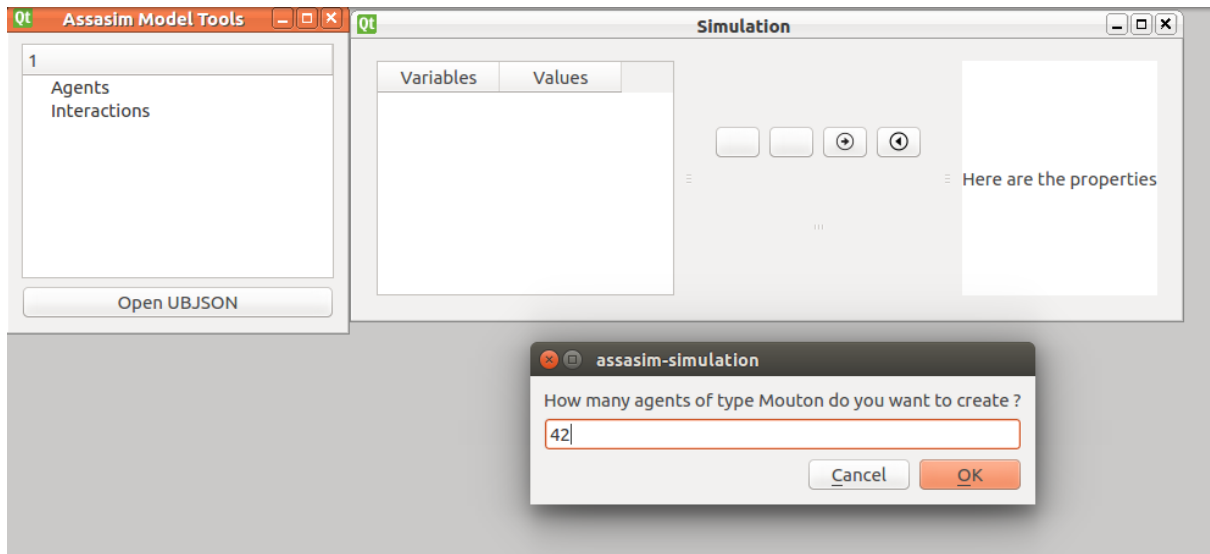 Qt Assasim Model Tools
1
Agents
Interactions
Open UBJSON
Qt Simulation
Variables Values
Here are the properties
assasim-simulation
How many agents of type Mouton do you want to create ?
42
Cancel OK